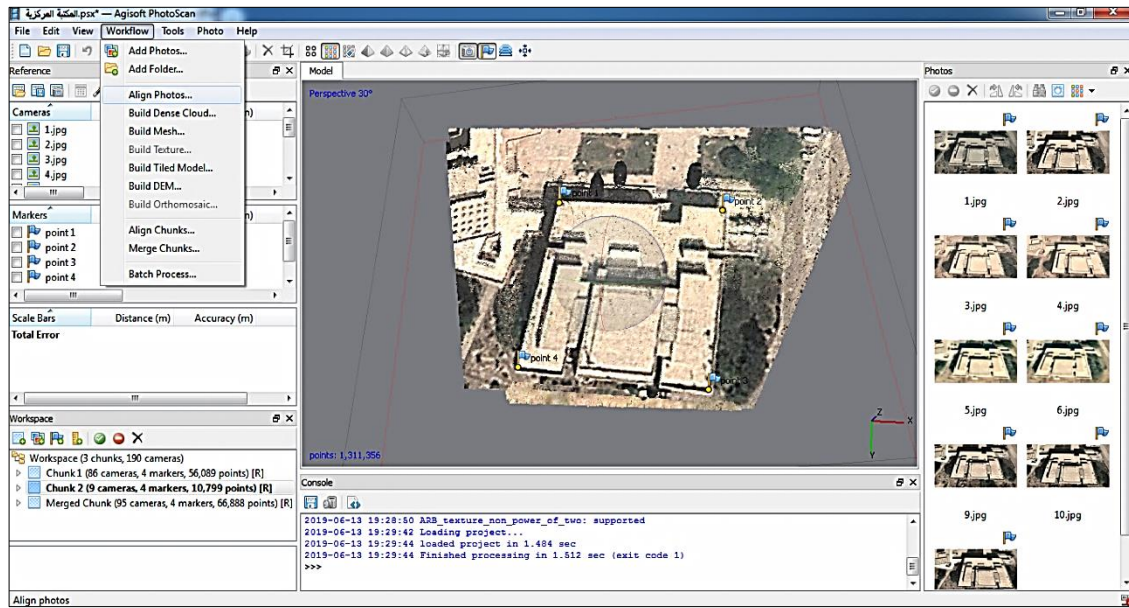 المكتبة المركزية.psx* — Agisoft PhotoScan
File Edit View Workflow Tools Photo Help
Add Photos...
Add Folder...
Align Photos...
Build Dense Cloud...
Build Mesh...
Build Texture...
Build Tiled Model...
Build DEM...
Build Orthomosaic...
Align Chunks...
Merge Chunks...
Batch Process...
Reference
Cameras
1.jpg
2.jpg
3.jpg
4.jpg
Markers
point 1
point 2
point 3
point 4
Scale Bars Distance (m) Accuracy (m)
Total Error
Workspace
Workspace (3 chunks, 190 cameras)
Chunk 1 (86 cameras, 4 markers, 56,089 points) [R]
Chunk 2 (9 cameras, 4 markers, 10,799 points) [R]
Merged Chunk (95 cameras, 4 markers, 66,888 points) [R]
Model
Perspective 30°
point 1
point 2
point 4
point 3
Z
X
Y
points: 1,311,356
Console
2019-06-13 19:28:50 ARB_texture_non_power_of_two: supported
2019-06-13 19:29:42 Loading project...
2019-06-13 19:29:44 loaded project in 1.484 sec
2019-06-13 19:29:44 Finished processing in 1.512 sec (exit code 1)
>>>
Photos
1.jpg 2.jpg
3.jpg 4.jpg
5.jpg 6.jpg
9.jpg 10.jpg
Align photos